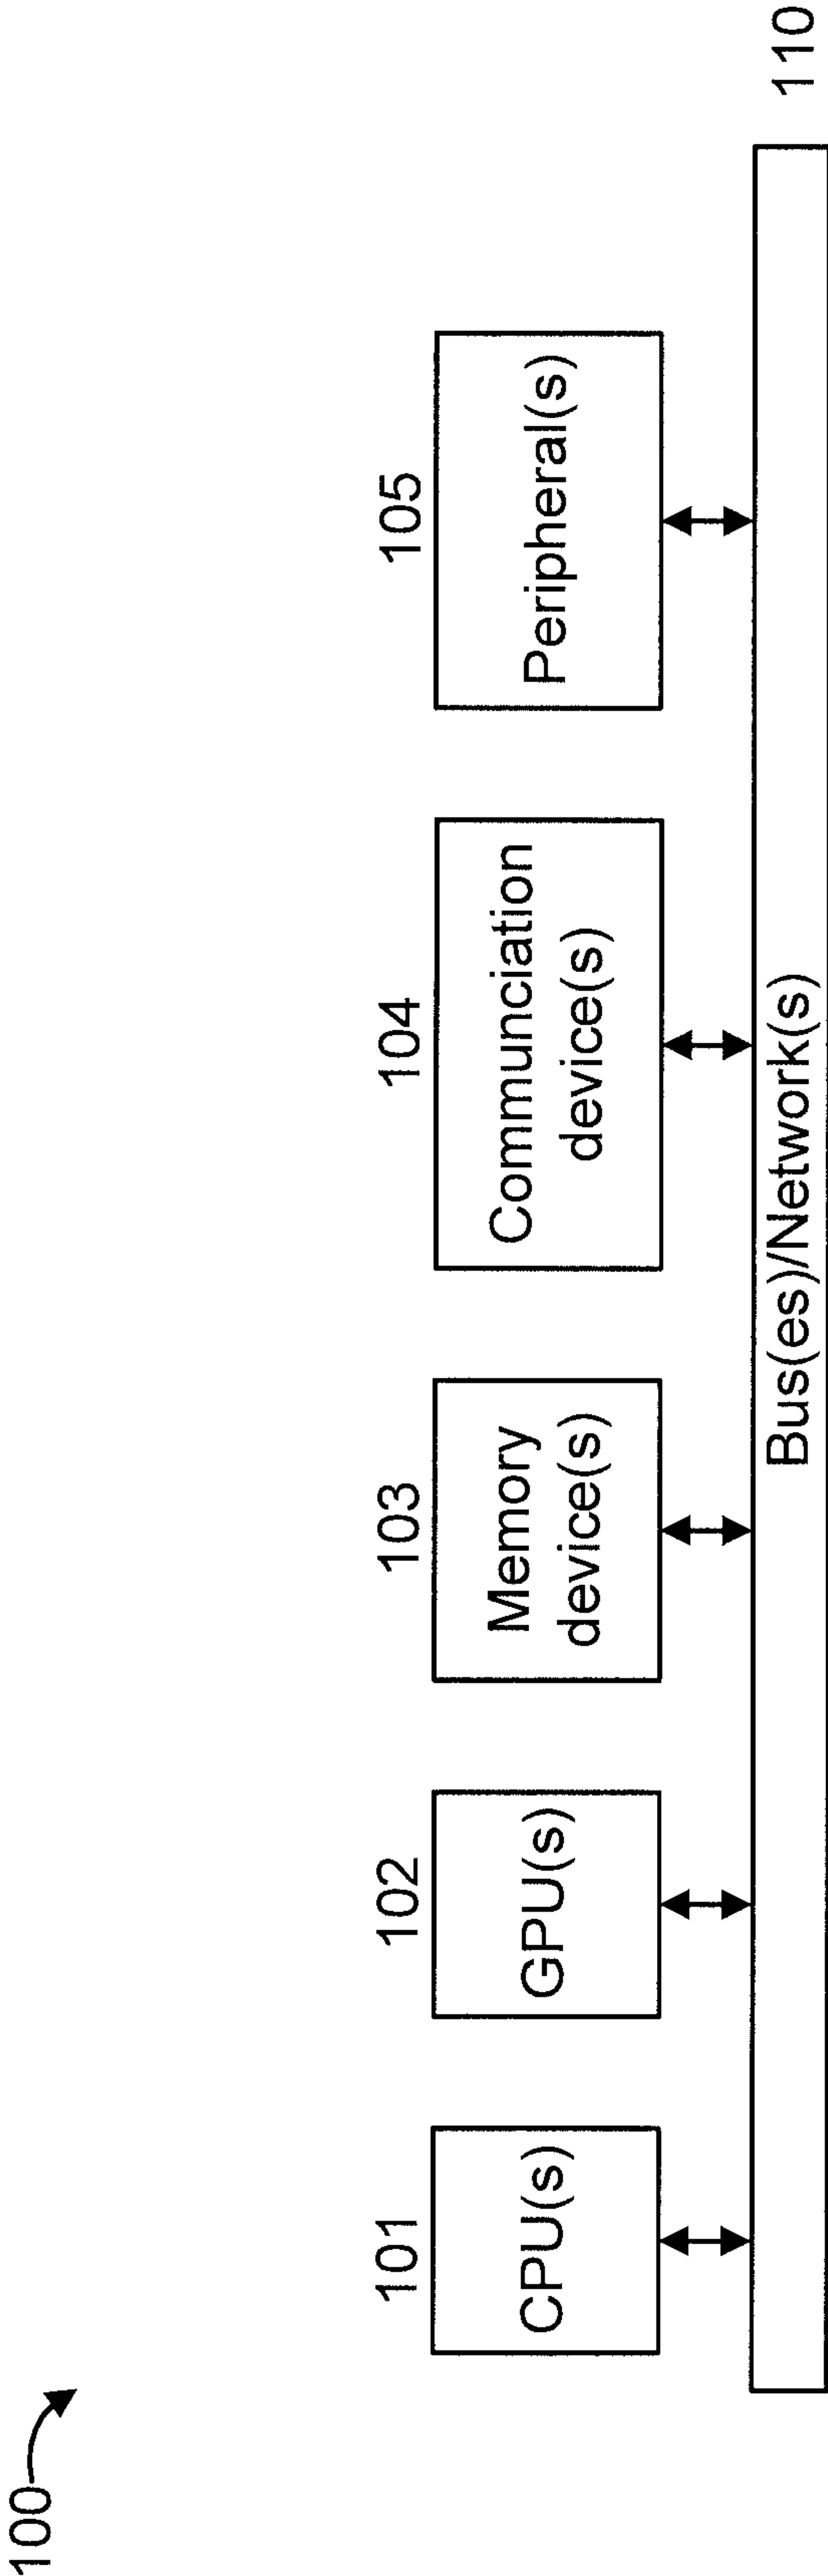 100
101
CPU(s)
102
GPU(s)
103
Memory
device(s)
104
Communciation
device(s)
105
Peripheral(s)
Bus(es)/Network(s)
110